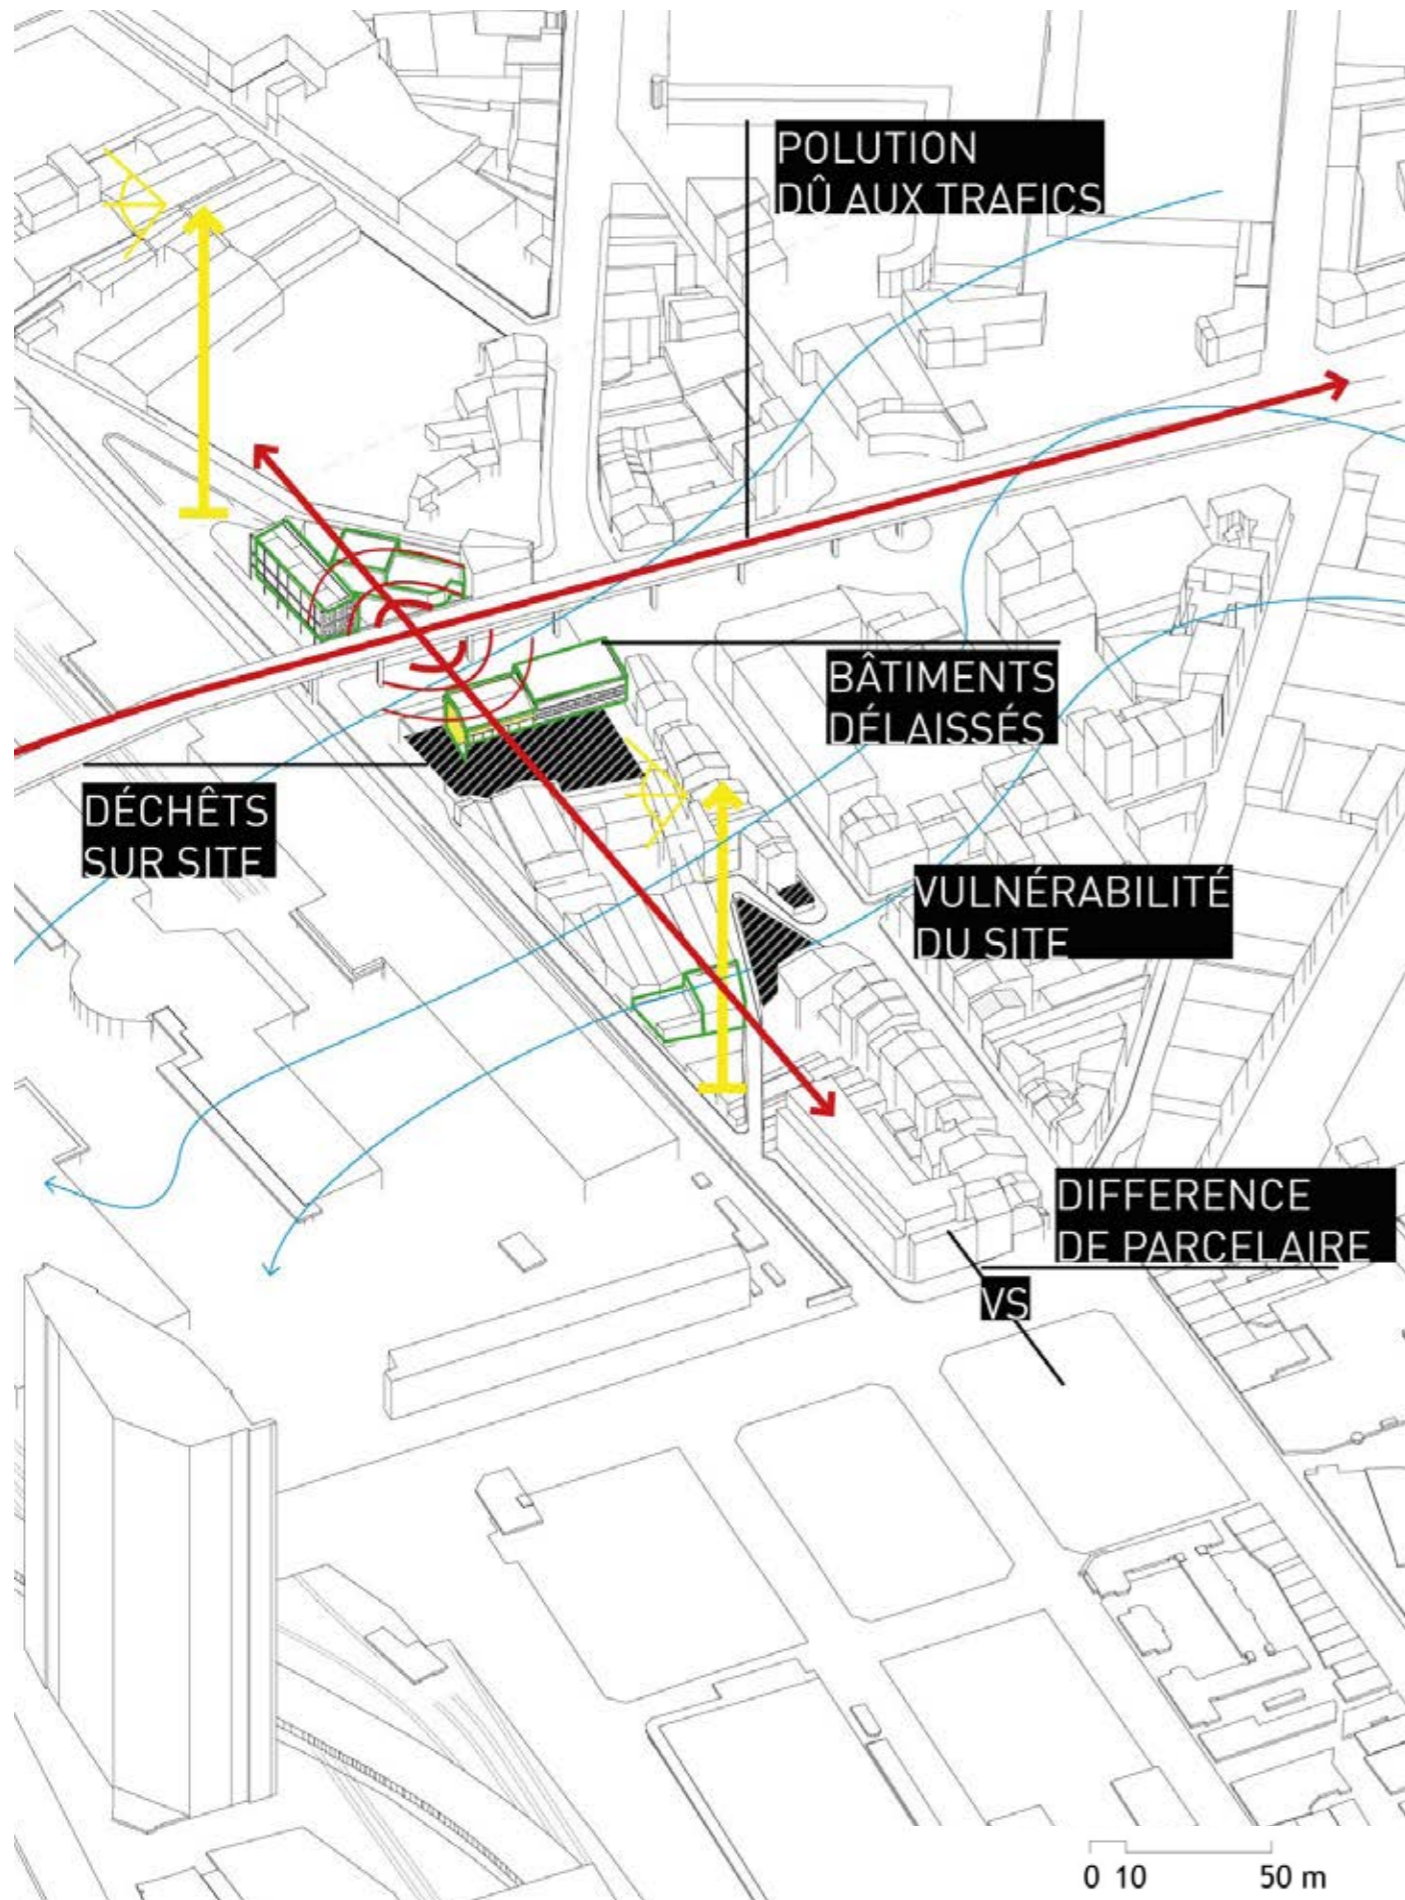 POLUTION
DÛ AUX TRAFICS
BÂTIMENTS
DÉLAISSÉS
DÉCHÊTS
SUR SITE
VULNÉRABILITÉ
DU SITE
DIFFERENCE
DE PARCELAIRE
VS
0 10 50 m